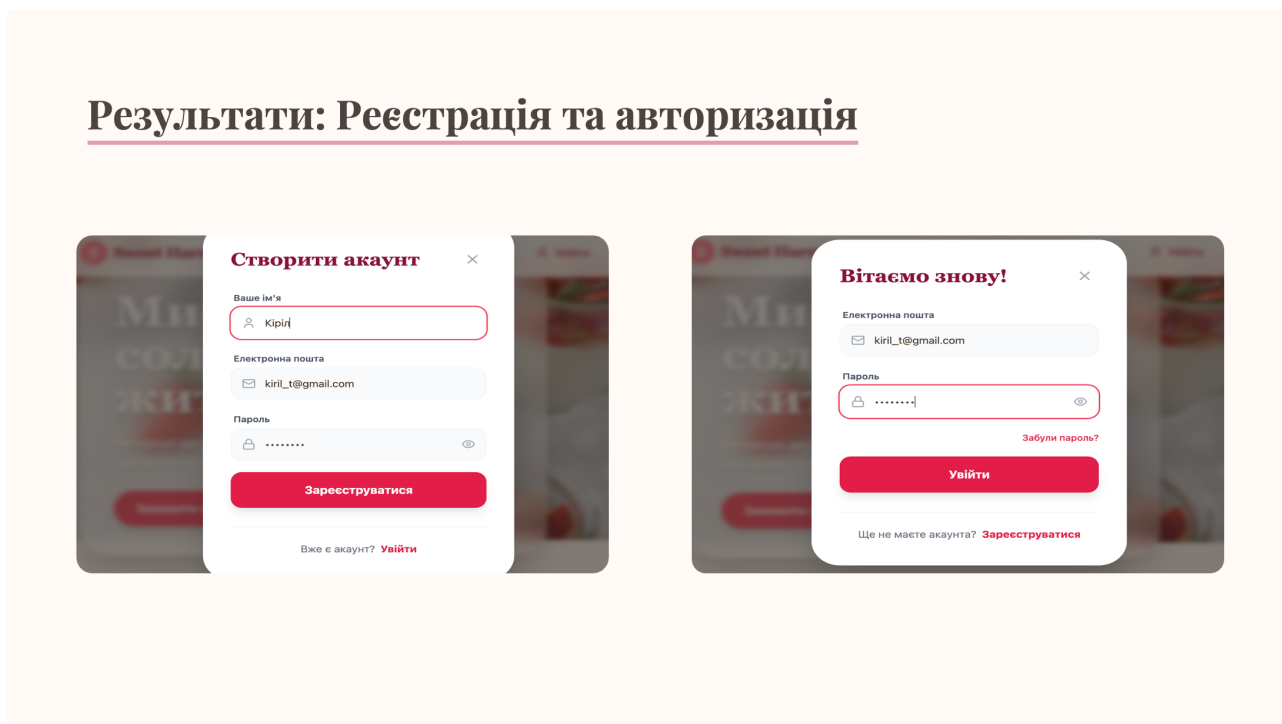 Результати: Реєстрація та авторизація
Створити акаунт
Ваше ім'я
Кіріл
Електронна пошта
kiril_t@gmail.com
Пароль
••••••••
Зареєструватися
Вже є акаунт? Увійти
Вітаємо знову!
Електронна пошта
kiril_t@gmail.com
Пароль
••••••••
Забули пароль?
Увійти
Ще не маєте акаунта? Зареєструватися